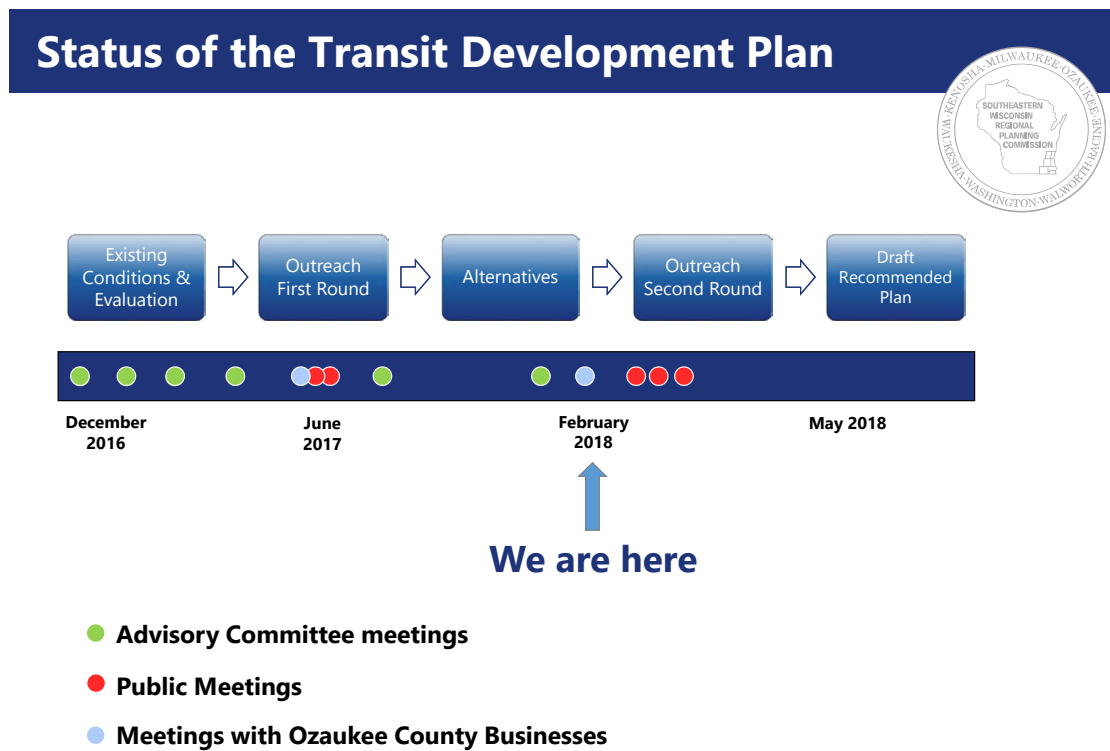 Status of the Transit Development Plan
KENOSHA·MILWAUKEE·OZAUKEE·RACINE·WALWORTH·WASHINGTON·WAUKESHA·
SOUTHEASTERN
WISCONSIN
REGIONAL
PLANNING
COMMISSION
Existing
Conditions &
Evaluation
Outreach
First Round
Alternatives
Outreach
Second Round
Draft
Recommended
Plan
December
2016
June
2017
February
2018
May 2018
We are here
Advisory Committee meetings
Public Meetings
Meetings with Ozaukee County Businesses